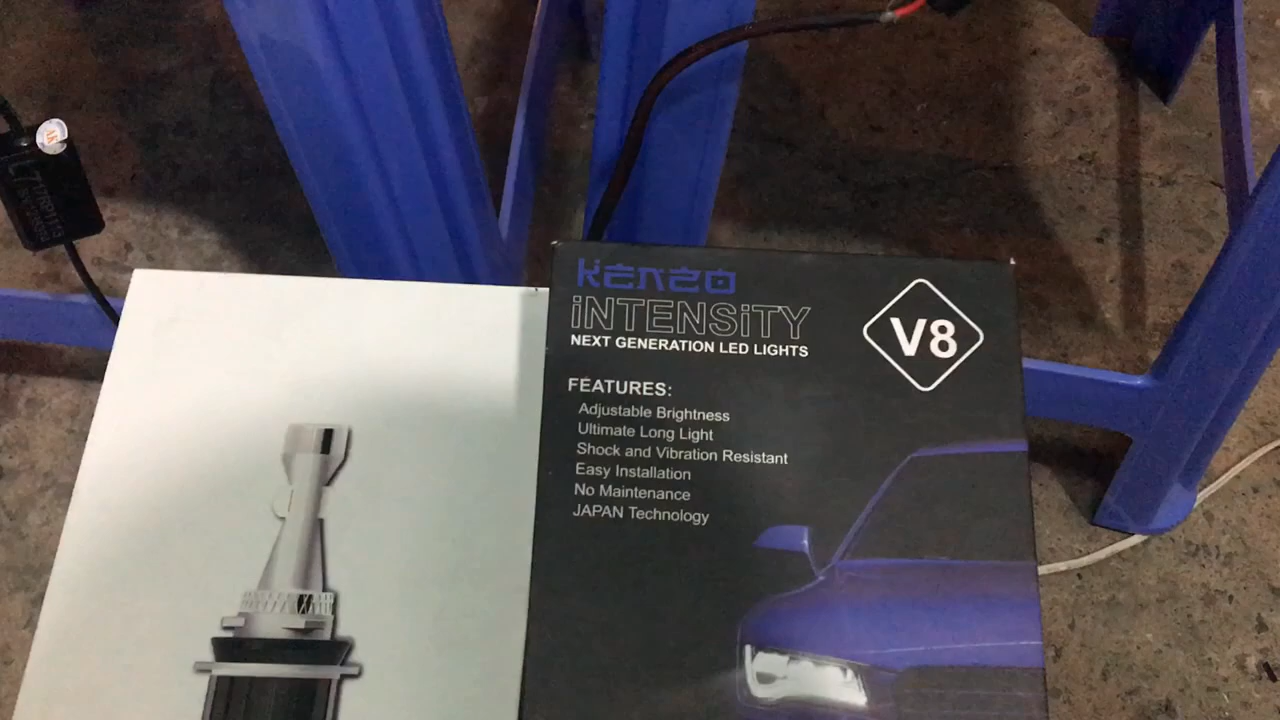 AK
KENZO
iNTENSiTY
NEXT GENERATION LED LIGHTS
V8
FEATURES:
Adjustable Brightness
Ultimate Long Light
Shock and Vibration Resistant
Easy Installation
No Maintenance
JAPAN Technology